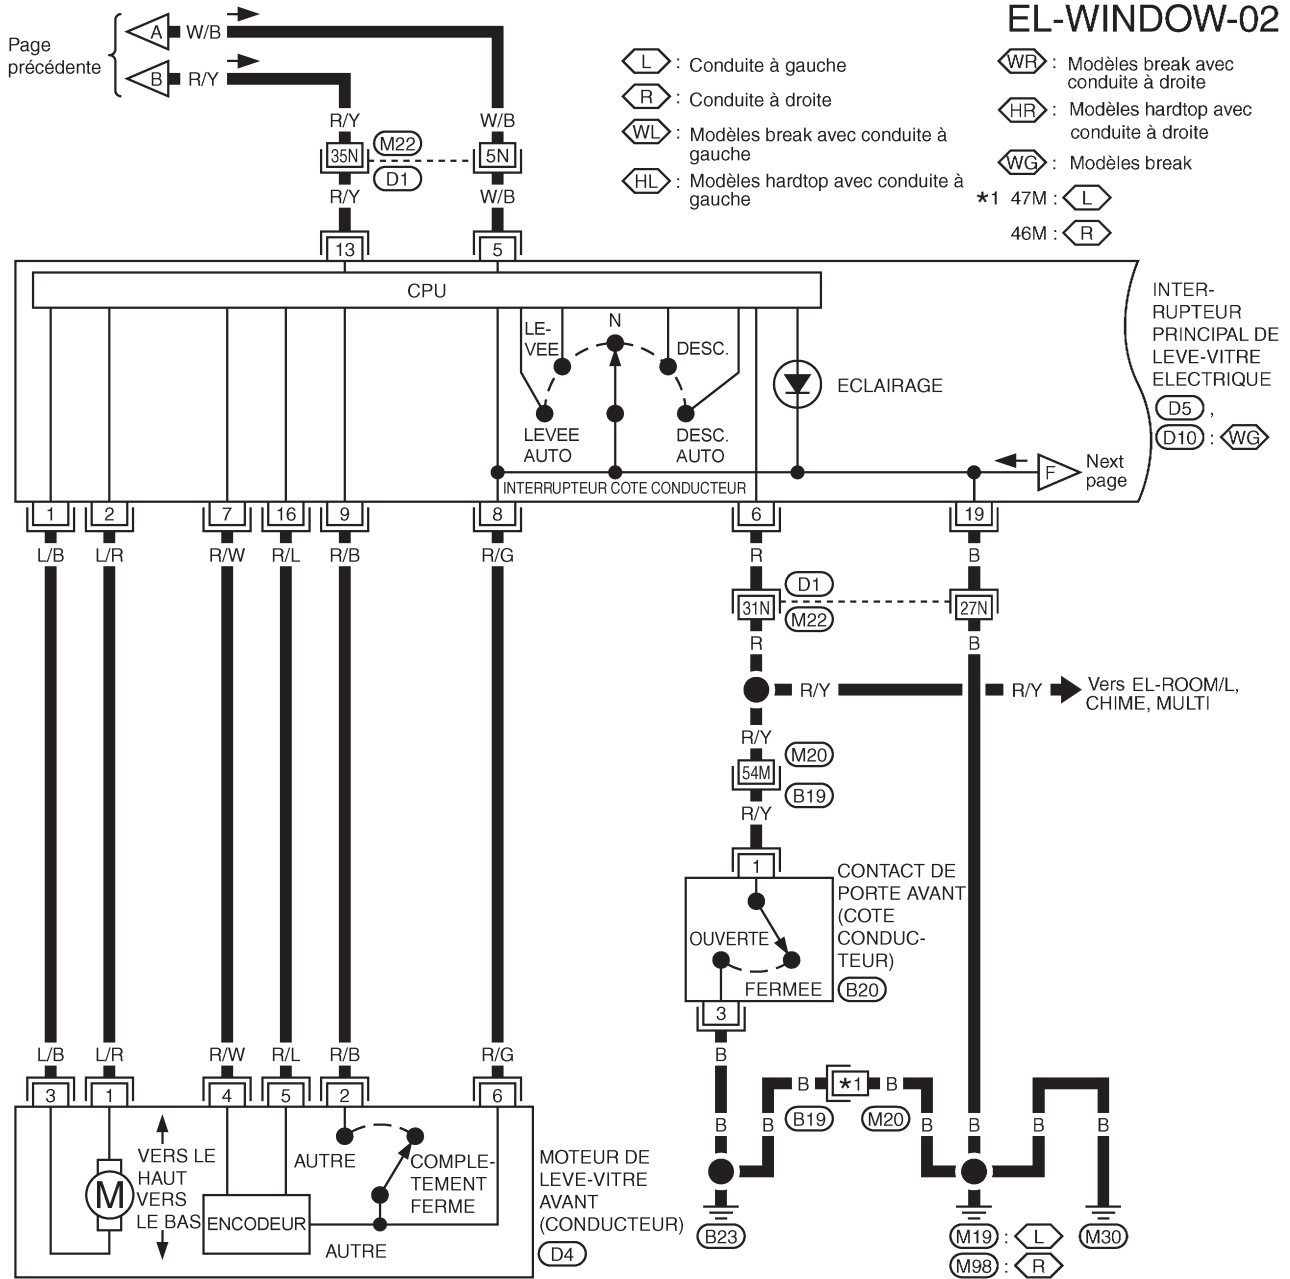 EL-WINDOW-02
Page
précédente
A
W/B
B
R/Y
R/Y
W/B
35N
M22
5N
D1
R/Y
W/B
13
5
L : Conduite à gauche
R : Conduite à droite
WL : Modèles break avec conduite à
gauche
HL : Modèles hardtop avec conduite à
gauche
WR : Modèles break avec
conduite à droite
HR : Modèles hardtop avec
conduite à droite
WG : Modèles break
*1 47M : L
46M : R
CPU
LE-
VEE
N
DESC.
LEVEE
AUTO
DESC.
AUTO
ECLAIRAGE
INTERRUPTEUR COTE CONDUCTEUR
F
Next
page
INTER-
RUPTEUR
PRINCIPAL DE
LEVE-VITRE
ELECTRIQUE
D5 ,
D10 : WG
1 2 7 16 9 8 6 19
L/B L/R R/W R/L R/B R/G R B
D1
31N
27N
M22
R
B
R/Y
R/Y
Vers EL-ROOM/L,
CHIME, MULTI
R/Y
M20
54M
B19
R/Y
1
CONTACT DE
PORTE AVANT
(COTE
CONDUC-
TEUR)
B20
OUVERTE
FERMEE
3
B
L/B L/R R/W R/L R/B R/G
3 1 4 5 2 6
B
*1
B
B19
M20
B B B B B
VERS LE
HAUT
VERS
LE BAS
M
ENCODEUR
AUTRE
COMPLE-
TEMENT
FERME
AUTRE
MOTEUR DE
LEVE-VITRE
AVANT
(CONDUCTEUR)
D4
B23
M19 : L
M98 : R
M30